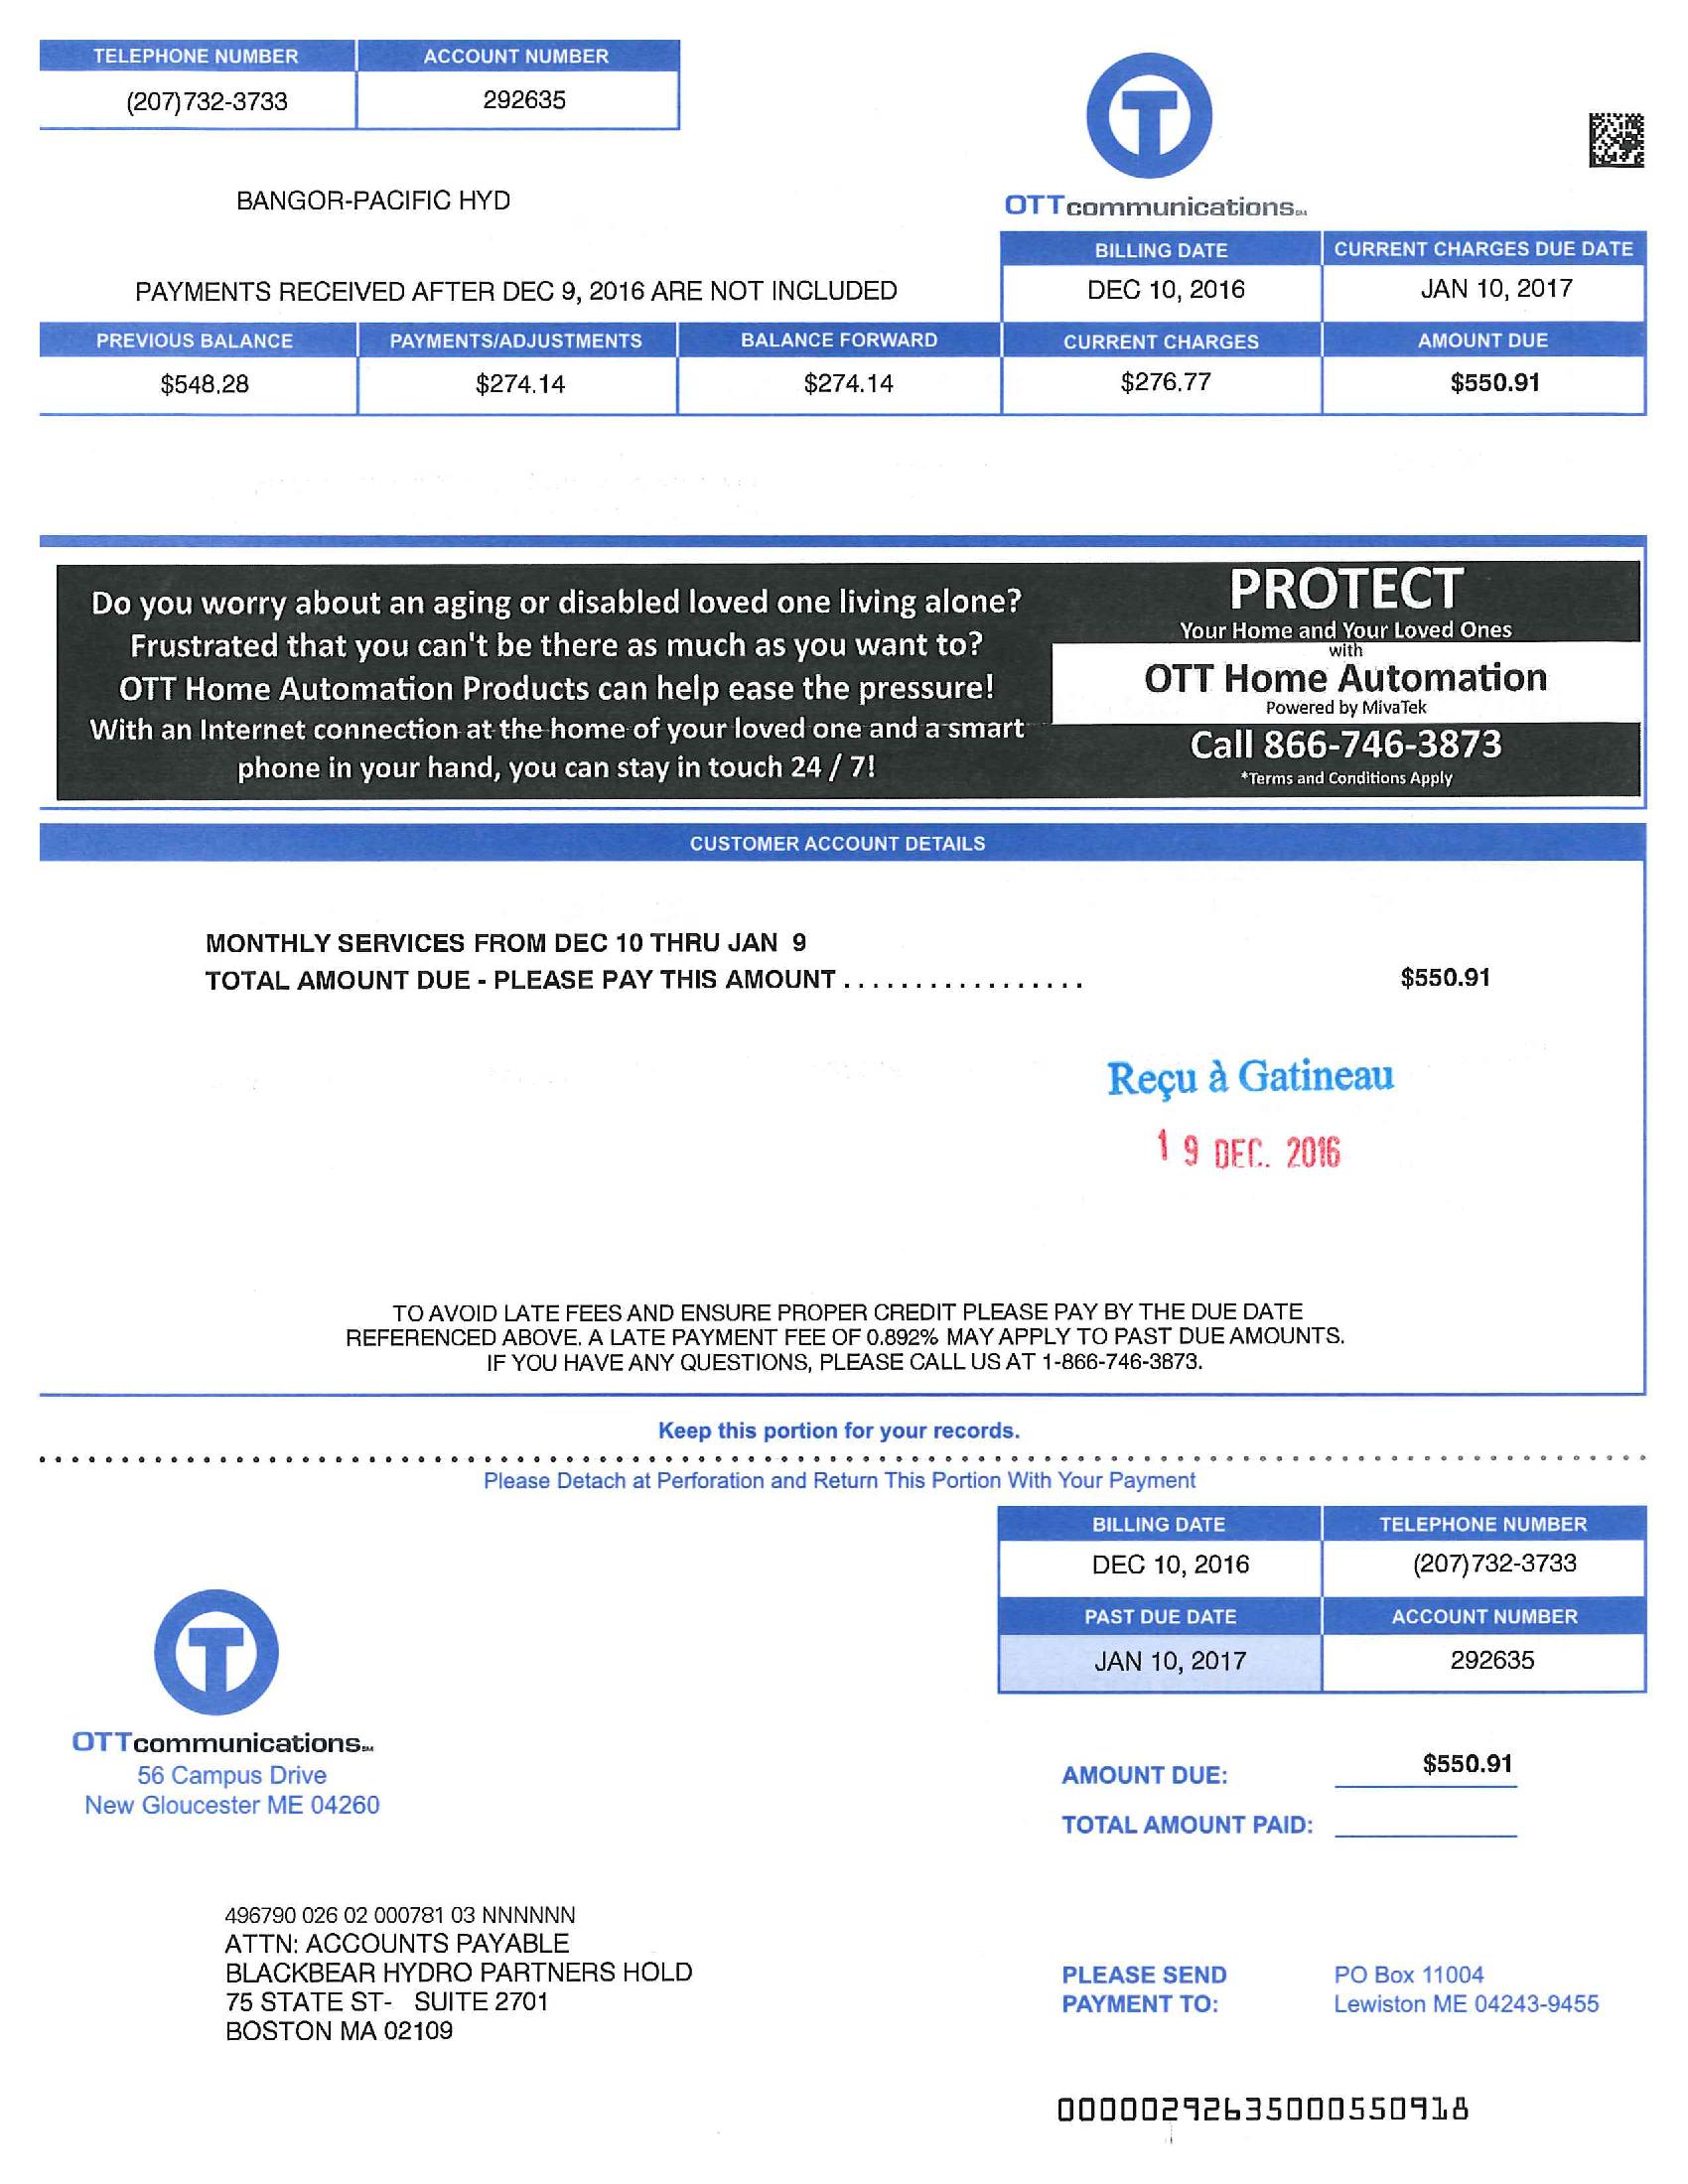 TELEPHONE NUMBER ACCOUNT NUMBER
(207)732-3733 292635
BANGOR-PACIFIC HYD
OTTcommunications℠
BILLING DATE CURRENT CHARGES DUE DATE
PAYMENTS RECEIVED AFTER DEC 9, 2016 ARE NOT INCLUDED DEC 10, 2016 JAN 10, 2017
PREVIOUS BALANCE PAYMENTS/ADJUSTMENTS BALANCE FORWARD CURRENT CHARGES AMOUNT DUE
$548.28 $274.14 $274.14 $276.77 $550.91
Do you worry about an aging or disabled loved one living alone?
Frustrated that you can't be there as much as you want to?
OTT Home Automation Products can help ease the pressure!
With an Internet connection at the home of your loved one and a smart
phone in your hand, you can stay in touch 24 / 7!
PROTECT
Your Home and Your Loved Ones
with
OTT Home Automation
Powered by MivaTek
Call 866-746-3873
*Terms and Conditions Apply
CUSTOMER ACCOUNT DETAILS
MONTHLY SERVICES FROM DEC 10 THRU JAN 9
TOTAL AMOUNT DUE - PLEASE PAY THIS AMOUNT ................. $550.91
Reçu à Gatineau
19 DEC. 2016
TO AVOID LATE FEES AND ENSURE PROPER CREDIT PLEASE PAY BY THE DUE DATE
REFERENCED ABOVE. A LATE PAYMENT FEE OF 0.892% MAY APPLY TO PAST DUE AMOUNTS.
IF YOU HAVE ANY QUESTIONS, PLEASE CALL US AT 1-866-746-3873.
Keep this portion for your records.
Please Detach at Perforation and Return This Portion With Your Payment
BILLING DATE TELEPHONE NUMBER
DEC 10, 2016 (207)732-3733
PAST DUE DATE ACCOUNT NUMBER
JAN 10, 2017 292635
OTTcommunications℠
56 Campus Drive
New Gloucester ME 04260
AMOUNT DUE: $550.91
TOTAL AMOUNT PAID:
496790 026 02 000781 03 NNNNNN
ATTN: ACCOUNTS PAYABLE
BLACKBEAR HYDRO PARTNERS HOLD
75 STATE ST- SUITE 2701
BOSTON MA 02109
PLEASE SEND PO Box 11004
PAYMENT TO: Lewiston ME 04243-9455
00000292635000550918